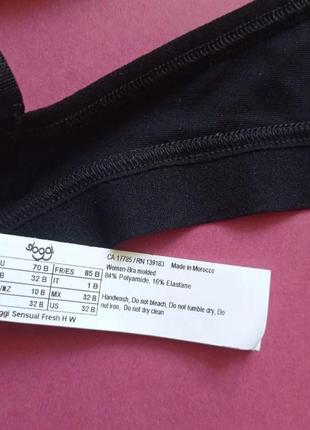 sloggi
U 70 B FR/ES 85 B
B 32 B IT 1 B
/WZ 10 B MX 32 B
32 B US 32 B
ggi Sensual Fresh H W
CA 17785 / RN 139183 Made in Morocco
Women-Bra molded
84% Polyamide, 16% Elastane
Handwash, Do not bleach, Do not tumble dry, Do
not iron, Do not dry clean